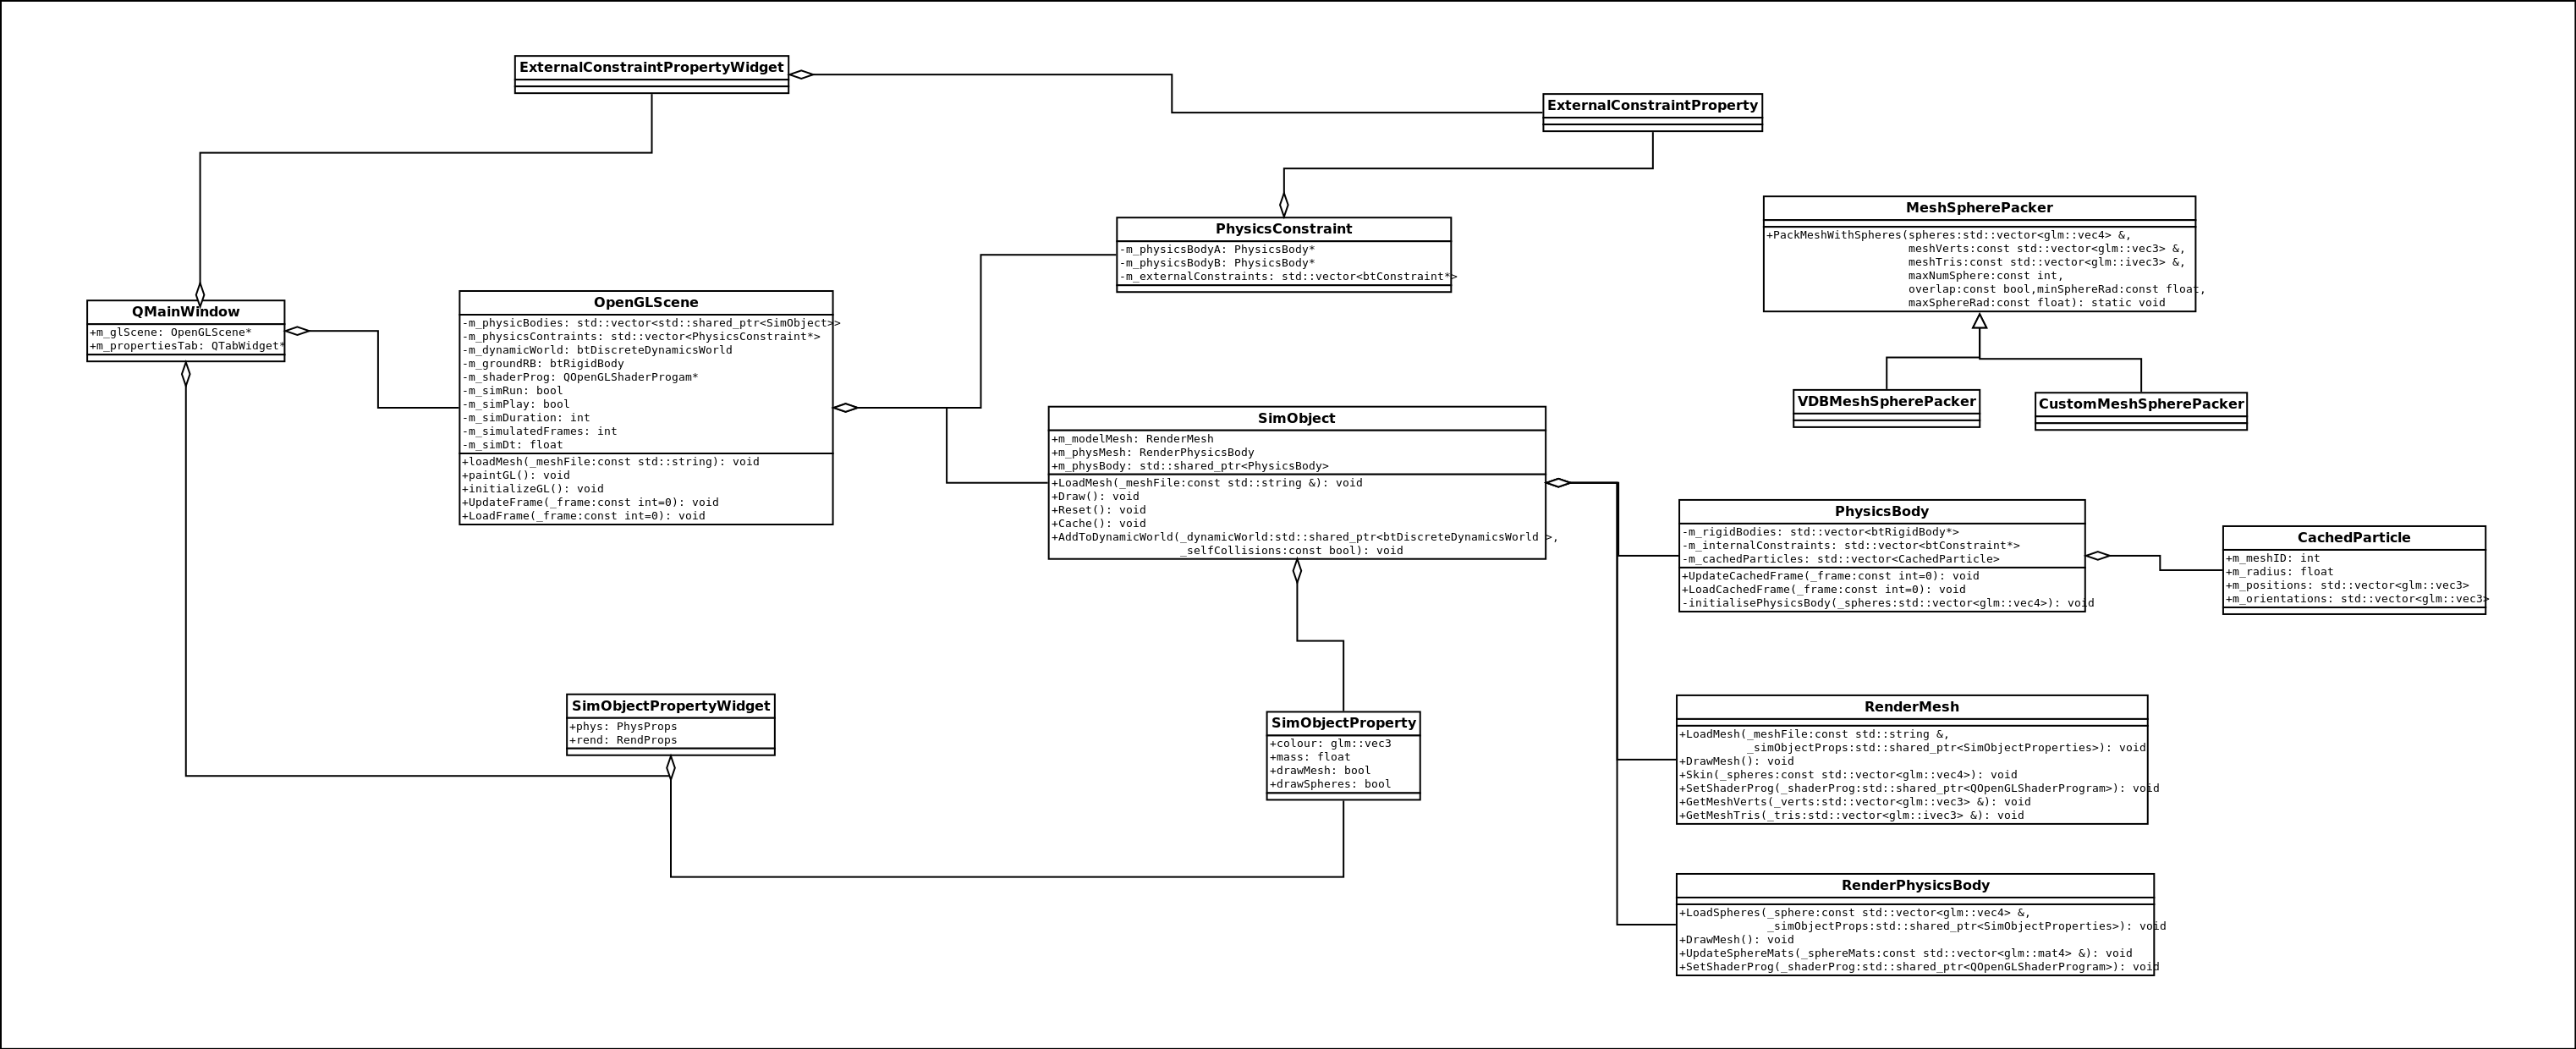 ExternalConstraintPropertyWidget
ExternalConstraintProperty
MeshSpherePacker
+PackMeshWithSpheres(spheres:std::vector<glm::vec4> &,
meshVerts:const std::vector<glm::vec3> &,
meshTris:const std::vector<glm::ivec3> &,
maxNumSphere:const int,
overlap:const bool,minSphereRad:const float,
maxSphereRad:const float): static void
PhysicsConstraint
-m_physicsBodyA: PhysicsBody*
-m_physicsBodyB: PhysicsBody*
-m_externalConstraints: std::vector<btConstraint*>
QMainWindow
+m_glScene: OpenGLScene*
+m_propertiesTab: QTabWidget*
OpenGLScene
-m_physicBodies: std::vector<std::shared_ptr<SimObject>>
-m_physicsContraints: std::vector<PhysicsConstraint*>
-m_dynamicWorld: btDiscreteDynamicsWorld
-m_groundRB: btRigidBody
-m_shaderProg: QOpenGLShaderProgam*
-m_simRun: bool
-m_simPlay: bool
-m_simDuration: int
-m_simulatedFrames: int
-m_simDt: float
+loadMesh(_meshFile:const std::string): void
+paintGL(): void
+initializeGL(): void
+UpdateFrame(_frame:const int=0): void
+LoadFrame(_frame:const int=0): void
VDBMeshSpherePacker
CustomMeshSpherePacker
SimObject
+m_modelMesh: RenderMesh
+m_physMesh: RenderPhysicsBody
+m_physBody: std::shared_ptr<PhysicsBody>
+LoadMesh(_meshFile:const std::string &): void
+Draw(): void
+Reset(): void
+Cache(): void
+AddToDynamicWorld(_dynamicWorld:std::shared_ptr<btDiscreteDynamicsWorld >,
_selfCollisions:const bool): void
PhysicsBody
-m_rigidBodies: std::vector<btRigidBody*>
-m_internalConstraints: std::vector<btConstraint*>
-m_cachedParticles: std::vector<CachedParticle>
+UpdateCachedFrame(_frame:const int=0): void
+LoadCachedFrame(_frame:const int=0): void
-initialisePhysicsBody(_spheres:std::vector<glm::vec4>): void
CachedParticle
+m_meshID: int
+m_radius: float
+m_positions: std::vector<glm::vec3>
+m_orientations: std::vector<glm::vec3>
SimObjectPropertyWidget
+phys: PhysProps
+rend: RendProps
SimObjectProperty
+colour: glm::vec3
+mass: float
+drawMesh: bool
+drawSpheres: bool
RenderMesh
+LoadMesh(_meshFile:const std::string &,
_simObjectProps:std::shared_ptr<SimObjectProperties>): void
+DrawMesh(): void
+Skin(_spheres:const std::vector<glm::vec4>): void
+SetShaderProg(_shaderProg:std::shared_ptr<QOpenGLShaderProgram>): void
+GetMeshVerts(_verts:std::vector<glm::vec3> &): void
+GetMeshTris(_tris:std::vector<glm::ivec3> &): void
RenderPhysicsBody
+LoadSpheres(_sphere:const std::vector<glm::vec4> &,
_simObjectProps:std::shared_ptr<SimObjectProperties>): void
+DrawMesh(): void
+UpdateSphereMats(_sphereMats:const std::vector<glm::mat4> &): void
+SetShaderProg(_shaderProg:std::shared_ptr<QOpenGLShaderProgram>): void